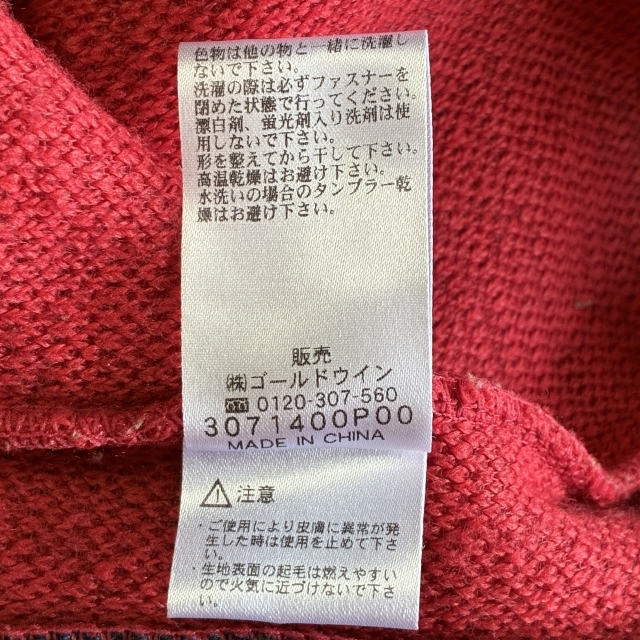 色物は他の物と一緒に洗濯し
ないで下さい。
洗濯の際は必ずファスナーを
閉めた状態で行ってください。
漂白剤、蛍光剤入り洗剤は使
用しないで下さい。
形を整えてから干して下さい。
高温乾燥はお避け下さい。
水洗いの場合のタンブラー乾
燥はお避け下さい。
販売
㈱ゴールドウイン
☎ 0120-307-560
3071400P00
MADE IN CHINA
⚠注意
・ご使用により皮膚に異常が発
生した時は使用を止めて下さ
い。
・生地表面の起毛は燃えやすい
ので火気に近づけないで下さ
い。